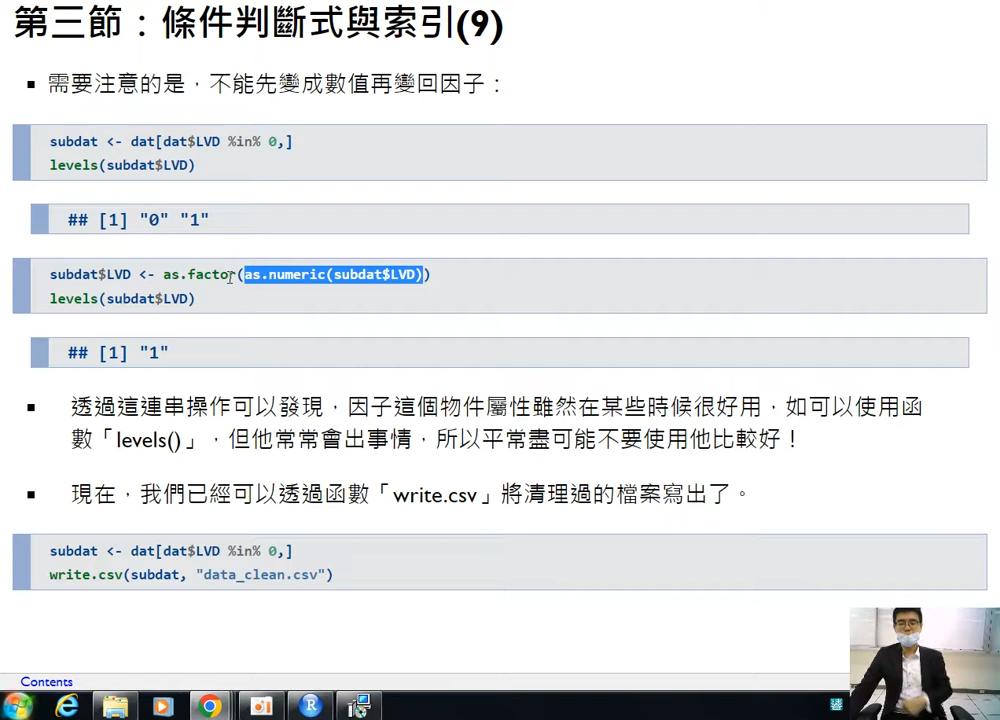 第三節：條件判斷式與索引(9)
需要注意的是，不能先變成數值再變回因子：
subdat <- dat[dat$LVD %in% 0,]
levels(subdat$LVD)
## [1] "0" "1"
subdat$LVD <- as.factor(as.numeric(subdat$LVD))
levels(subdat$LVD)
## [1] "1"
透過這連串操作可以發現，因子這個物件屬性雖然在某些時候很好用，如可以使用函
數「levels()」，但他常常會出事情，所以平常盡可能不要使用他比較好！
現在，我們已經可以透過函數「write.csv」將清理過的檔案寫出了。
subdat <- dat[dat$LVD %in% 0,]
write.csv(subdat, "data_clean.csv")
Contents